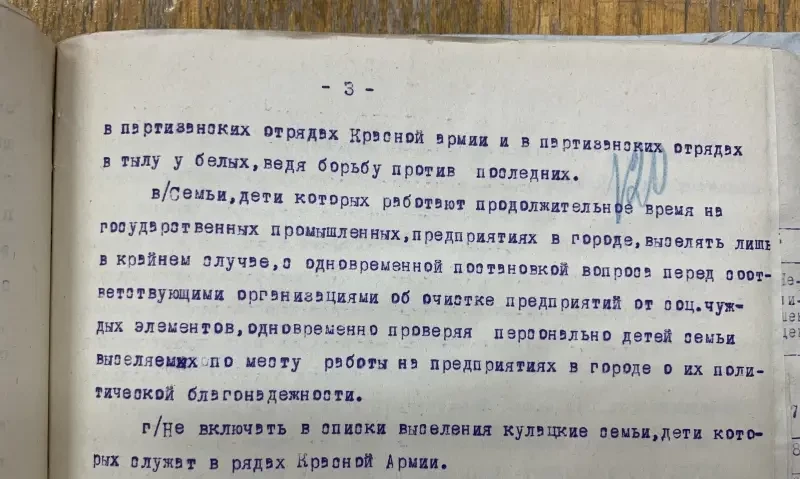 - 3 -
в партизанских отрядах Красной армии и в партизанских отрядах
в тылу у белых,ведя борьбу против последних.
120
в/Семьи,дети которых работают продолжительное время на
государственных промышленных,предприятиях в городе,выселять лишь
в крайнем случае,с одновременной постановкой вопроса перед соот-
ветствующими организациями об очистке предприятий от соц.чуж-
дых элементов,одновременно проверяя персонально детей семьи
выселяемых по месту работы на предприятиях в городе о их поли-
тической благонадежности.
г/Не включать в списки выселения кулацкие семьи,дети кото-
рых служат в рядах Красной Армии.
7
8